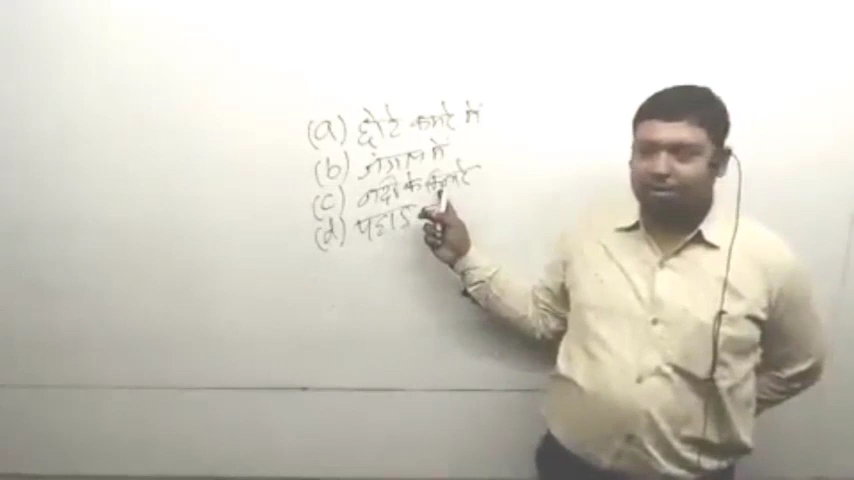 (a) छोटे कमरे में
(b) जंगल में
(c) नदी के किनारे
(d) पहाड़